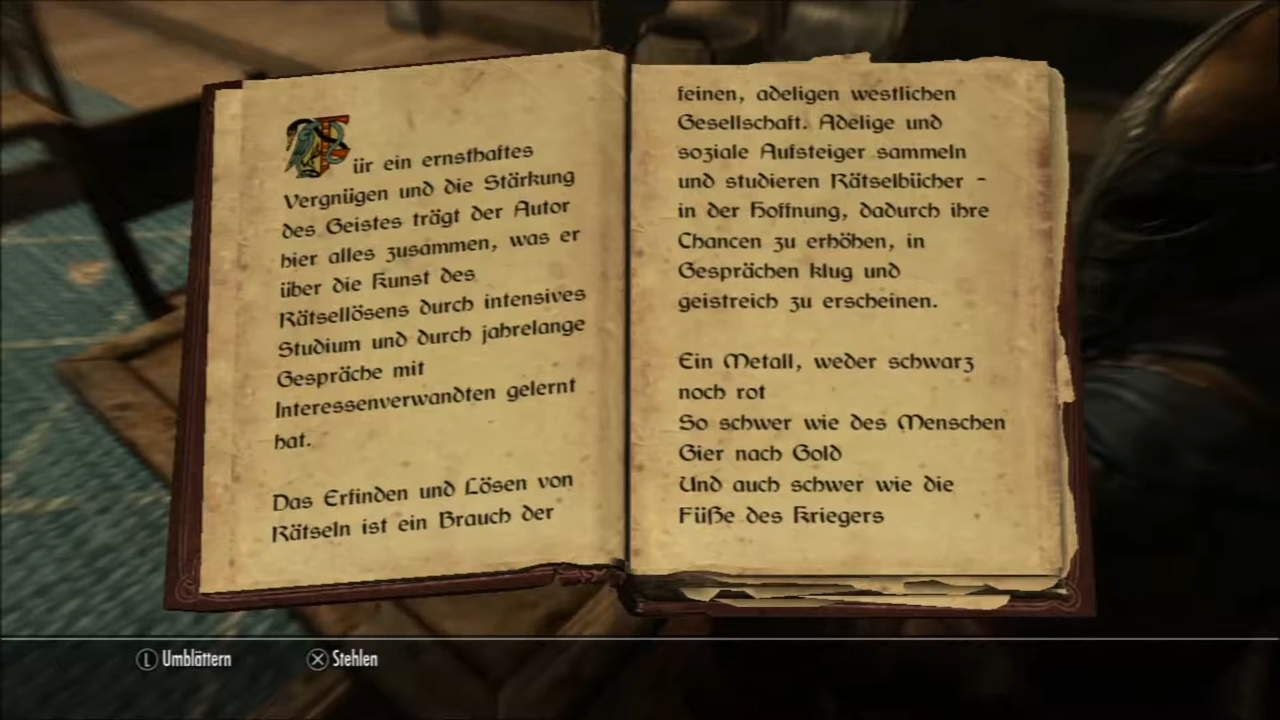 Für ein ernsthaftes
Vergnügen und die Stärkung
des Geistes trägt der Autor
hier alles zusammen, was er
über die Kunst des
Rätsellösens durch intensives
Studium und durch jahrelange
Gespräche mit
Interessenverwandten gelernt
hat.
Das Erfinden und Lösen von
Rätseln ist ein Brauch der
feinen, adeligen westlichen
Gesellschaft. Adelige und
soziale Aufsteiger sammeln
und studieren Rätselbücher -
in der Hoffnung, dadurch ihre
Chancen zu erhöhen, in
Gesprächen klug und
geistreich zu erscheinen.
Ein Metall, weder schwarz
noch rot
So schwer wie des Menschen
Gier nach Gold
Und auch schwer wie die
Füße des Kriegers
L Umblättern
X Stehlen